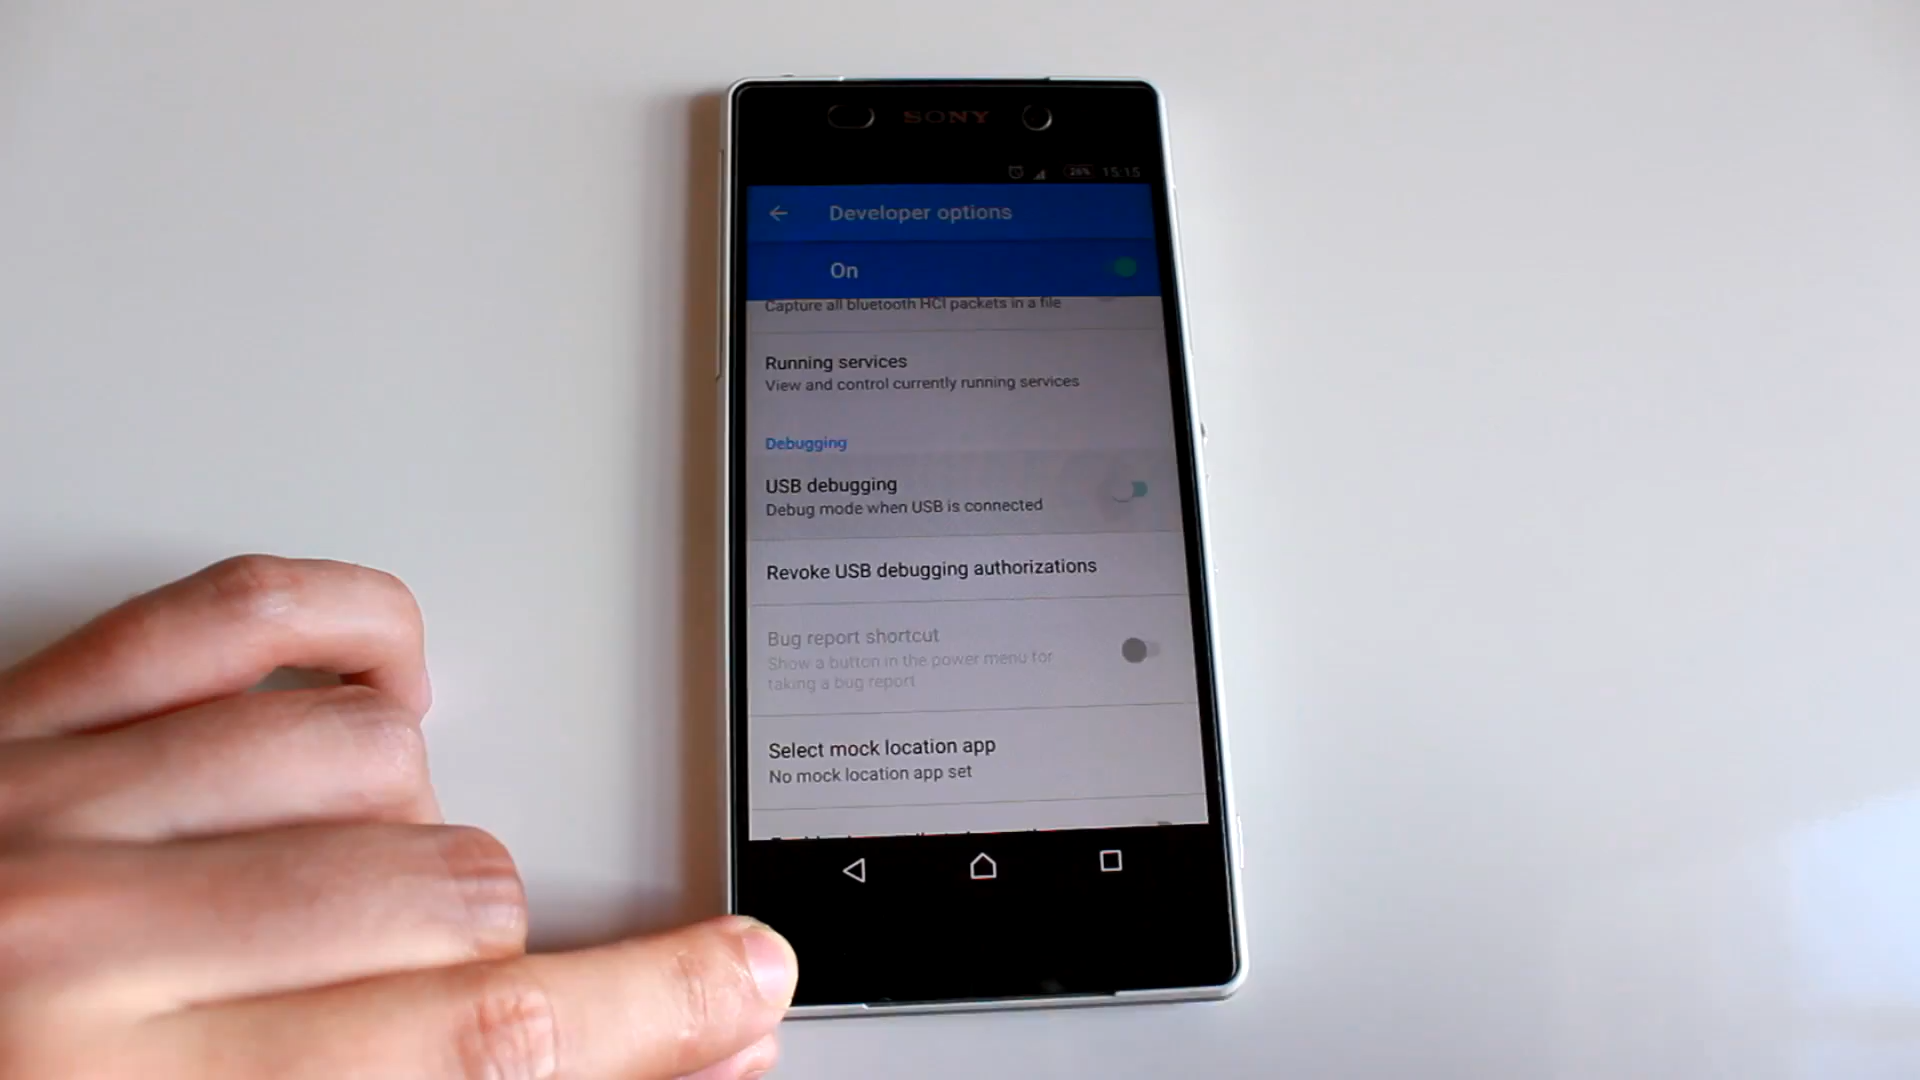 SONY
26% 15:15
Developer options
On
Capture all bluetooth HCI packets in a file
Running services
View and control currently running services
Debugging
USB debugging
Debug mode when USB is connected
Revoke USB debugging authorizations
Bug report shortcut
Show a button in the power menu for
taking a bug report
Select mock location app
No mock location app set